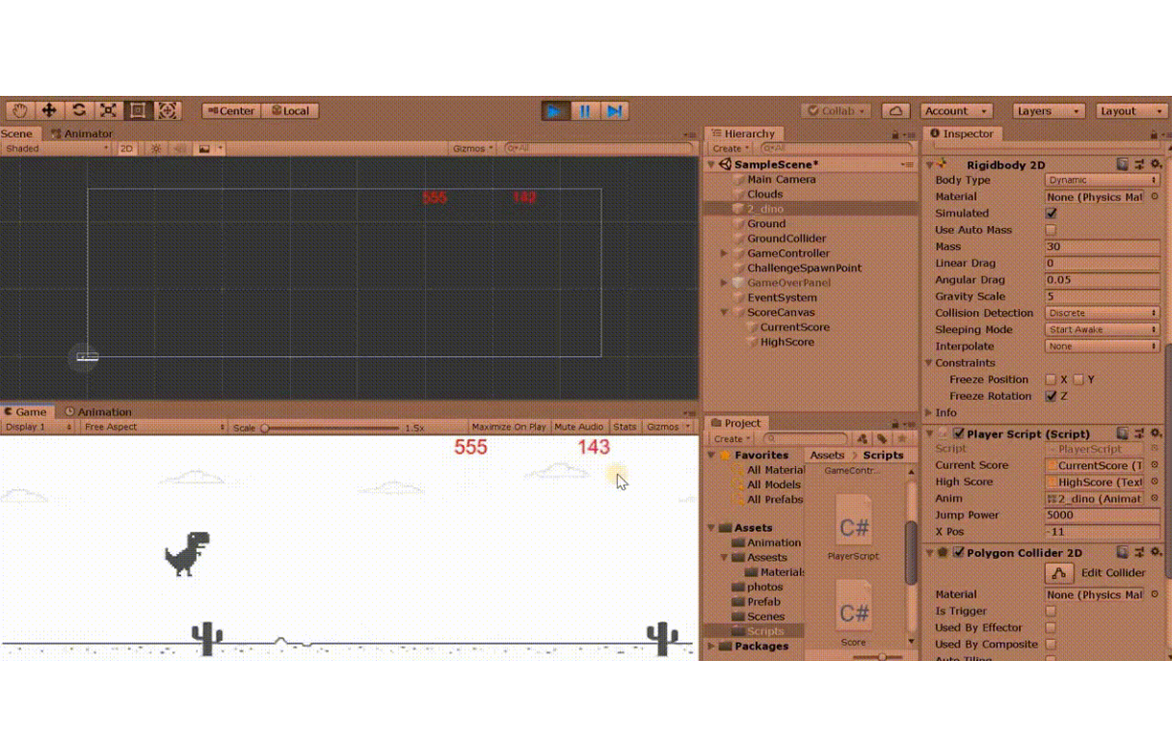 Center Local Collab Account Layers Layout
Scene Animator
Shaded 2D Gizmos All
555 142
Game Animation
Display 1 Free Aspect Scale 1.5x Maximize On Play Mute Audio Stats Gizmos
555 143
Hierarchy
Create All
SampleScene*
Main Camera
Clouds
2_dino
Ground
GroundCollider
GameController
ChallengeSpawnPoint
GameOverPanel
EventSystem
ScoreCanvas
CurrentScore
HighScore
Project
Create
Favorites
All Material
All Models
All Prefabs
Assets
Animation
Assests
Materials
photos
Prefab
Scenes
Scripts
Packages
Assets > Scripts
GameContr...
C#
PlayerScript
C#
Score
Inspector
Rigidbody 2D
Body Type Dynamic
Material None (Physics Mat
Simulated
Use Auto Mass
Mass 30
Linear Drag 0
Angular Drag 0.05
Gravity Scale 5
Collision Detection Discrete
Sleeping Mode Start Awake
Interpolate None
Constraints
Freeze Position X Y
Freeze Rotation Z
Info
Player Script (Script)
Script PlayerScript
Current Score CurrentScore (T
High Score HighScore (Text
Anim 2_dino (Animat
Jump Power 5000
X Pos -11
Polygon Collider 2D
Edit Collider
Material None (Physics Mat
Is Trigger
Used By Effector
Used By Composite
Auto Tiling